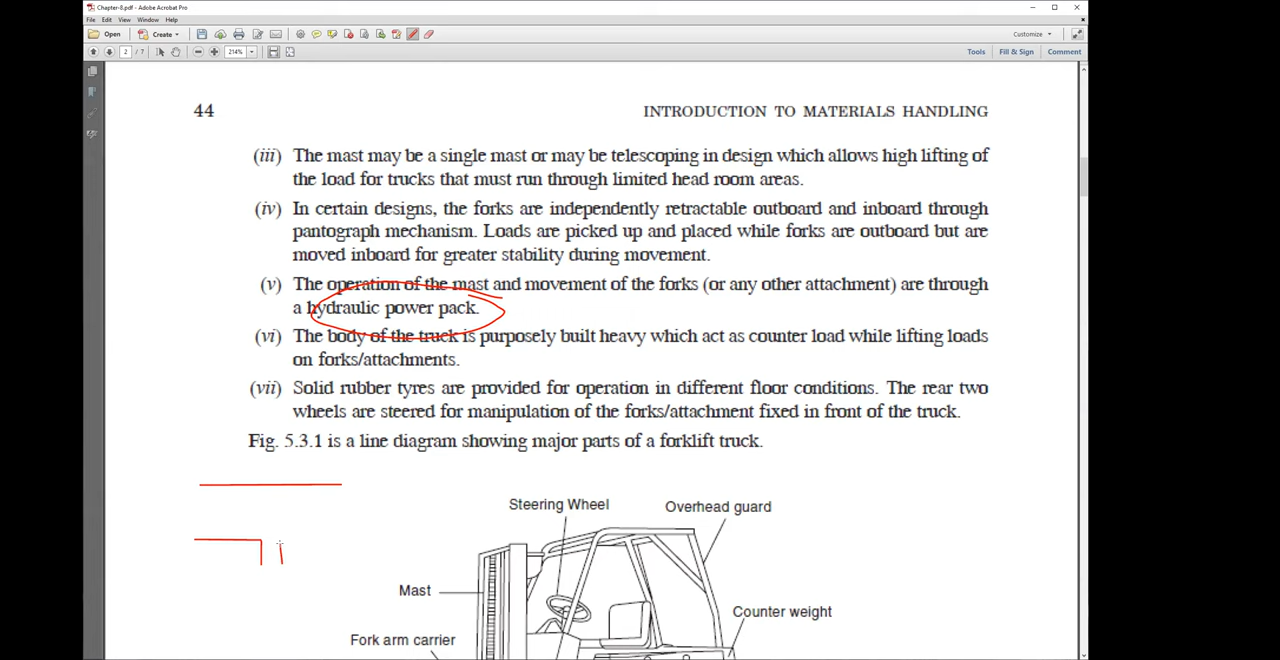 Chapter-8.pdf - Adobe Acrobat Pro
File Edit View Window Help
Open Create Customize
2 / 7 214% Tools Fill & Sign Comment
44 INTRODUCTION TO MATERIALS HANDLING
(iii) The mast may be a single mast or may be telescoping in design which allows high lifting of
the load for trucks that must run through limited head room areas.
(iv) In certain designs, the forks are independently retractable outboard and inboard through
pantograph mechanism. Loads are picked up and placed while forks are outboard but are
moved inboard for greater stability during movement.
(v) The operation of the mast and movement of the forks (or any other attachment) are through
a hydraulic power pack.
(vi) The body of the truck is purposely built heavy which act as counter load while lifting loads
on forks/attachments.
(vii) Solid rubber tyres are provided for operation in different floor conditions. The rear two
wheels are steered for manipulation of the forks/attachment fixed in front of the truck.
Fig. 5.3.1 is a line diagram showing major parts of a forklift truck.
Steering Wheel Overhead guard
Mast
Counter weight
Fork arm carrier